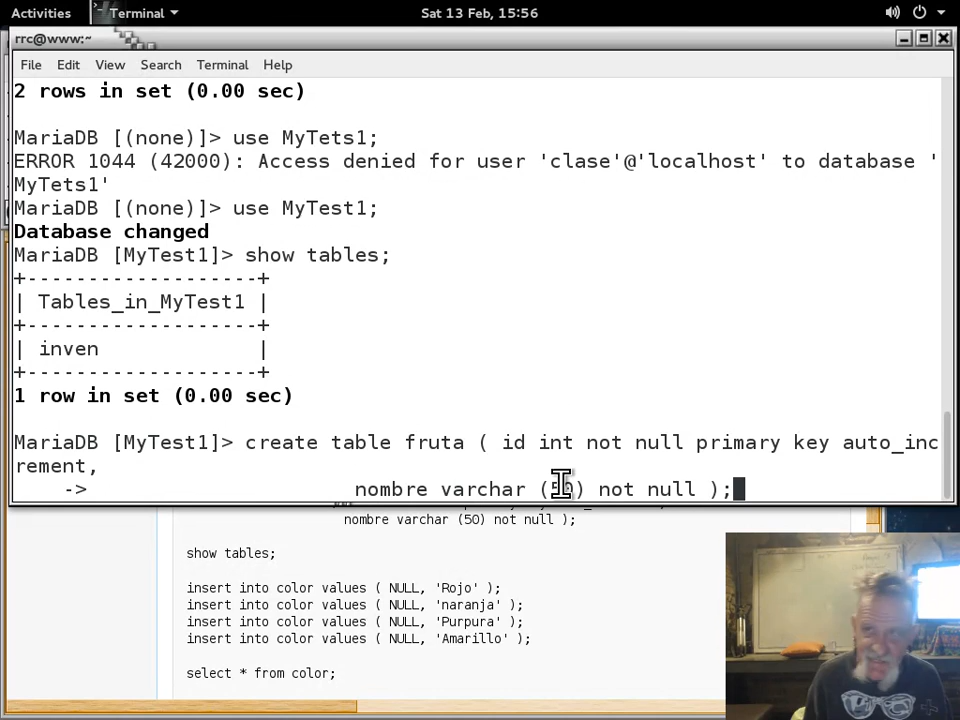 Activities Terminal Sat 13 Feb, 15:56
rrc@www:~
File Edit View Search Terminal Help
2 rows in set (0.00 sec)
MariaDB [(none)]> use MyTets1;
ERROR 1044 (42000): Access denied for user 'clase'@'localhost' to database '
MyTets1'
MariaDB [(none)]> use MyTest1;
Database changed
MariaDB [MyTest1]> show tables;
+-------------------+
| Tables_in_MyTest1 |
+-------------------+
| inven             |
+-------------------+
1 row in set (0.00 sec)
MariaDB [MyTest1]> create table fruta ( id int not null primary key auto_inc
rement,
    -> nombre varchar (50) not null );
nombre varchar (50) not null );
show tables;
insert into color values ( NULL, 'Rojo' );
insert into color values ( NULL, 'naranja' );
insert into color values ( NULL, 'Purpura' );
insert into color values ( NULL, 'Amarillo' );
select * from color;